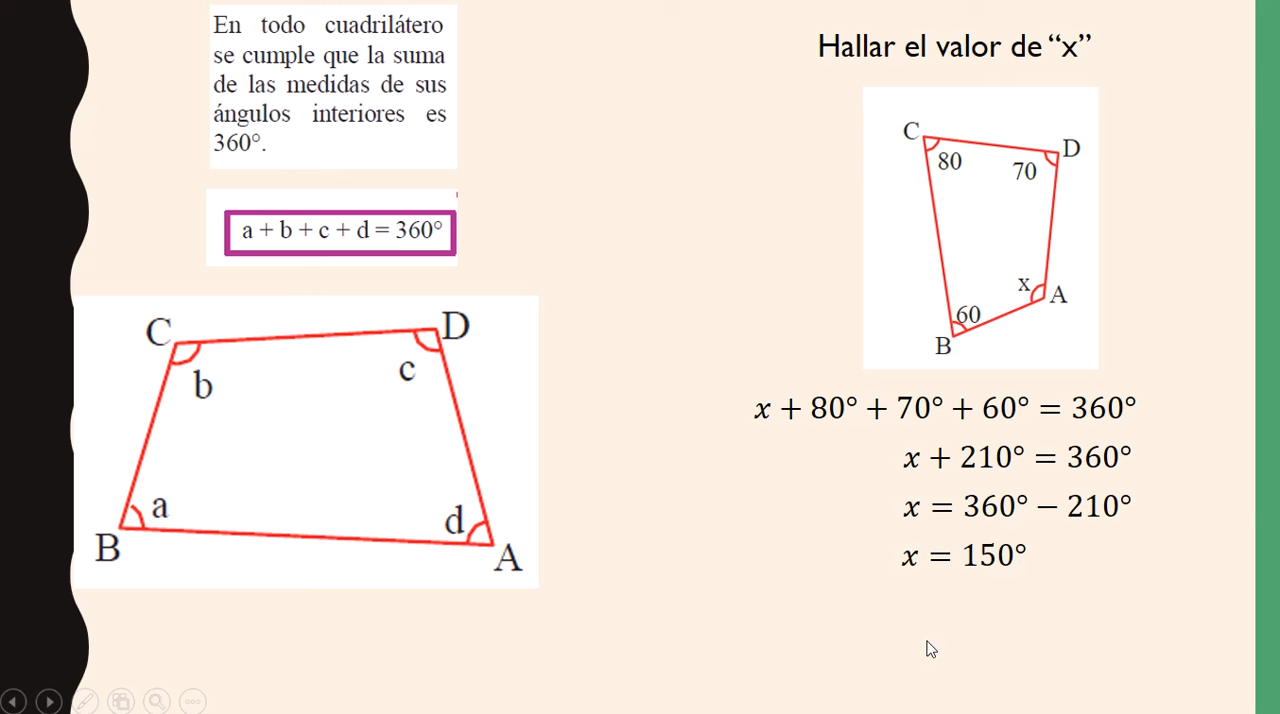 En todo cuadrilátero
se cumple que la suma
de las medidas de sus
ángulos interiores es
360°.
a + b + c + d = 360°
C
D
b
c
a
d
B
A
Hallar el valor de “x”
C
D
80
70
x
A
60
B
x + 80° + 70° + 60° = 360°
x + 210° = 360°
x = 360° − 210°
x = 150°